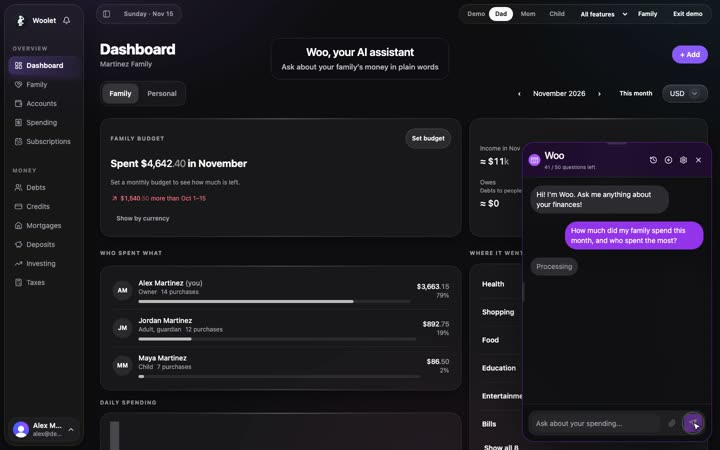 Woolet
Sunday · Nov 15
Demo
Dad
Mom
Child
All features
Family
Exit demo
OVERVIEW
Dashboard
Family
Accounts
Spending
Subscriptions
MONEY
Debts
Credits
Mortgages
Deposits
Investing
Taxes
Alex M...
alex@de...
Dashboard
Martinez Family
Woo, your AI assistant
Ask about your family's money in plain words
+ Add
Family
Personal
November 2026
This month
USD
FAMILY BUDGET
Set budget
Spent $4,642.40 in November
Set a monthly budget to see how much is left.
$1,540.50 more than Oct 1–15
Show by currency
Income in Nov
≈ $11k
Owes
Debts to people
≈ $0
WHO SPENT WHAT
AM
Alex Martinez (you)
Owner 14 purchases
$3,663.15
79%
JM
Jordan Martinez
Adult, guardian 12 purchases
$892.75
19%
MM
Maya Martinez
Child 7 purchases
$86.50
2%
DAILY SPENDING
WHERE IT WENT
Health
Shopping
Food
Education
Entertainme
Bills
Show all 8
Woo
41 / 50 questions left
Hi! I'm Woo. Ask me anything about
your finances!
How much did my family spend this
month, and who spent the most?
Processing
Ask about your spending...